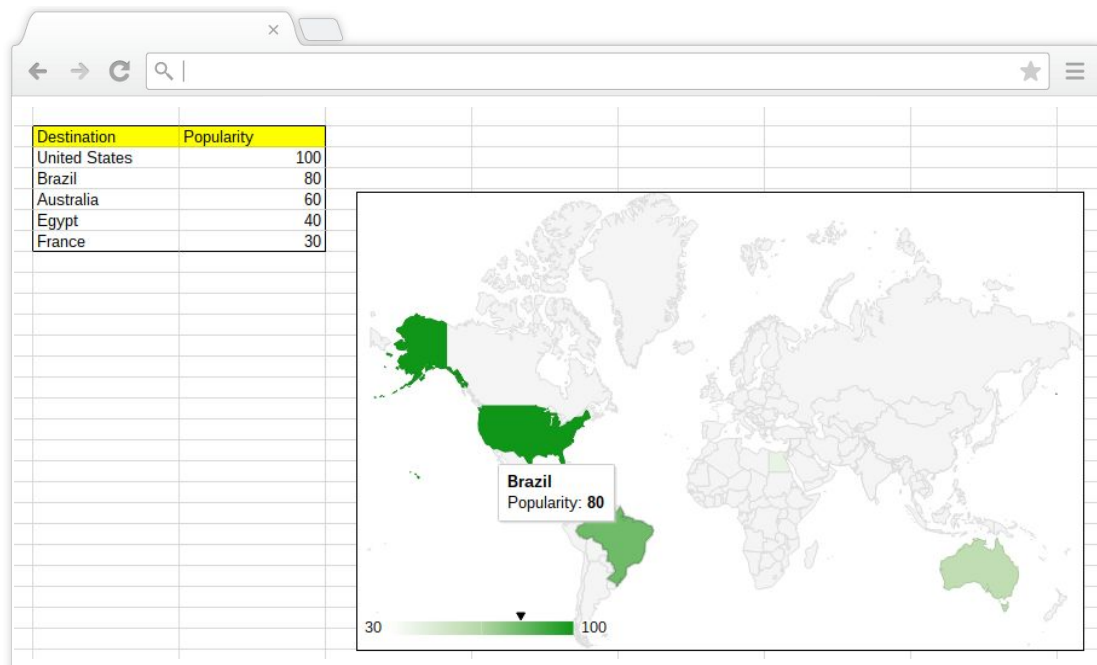 Destination Popularity
United States 100
Brazil 80
Australia 60
Egypt 40
France 30
Brazil
Popularity: 80
30 100